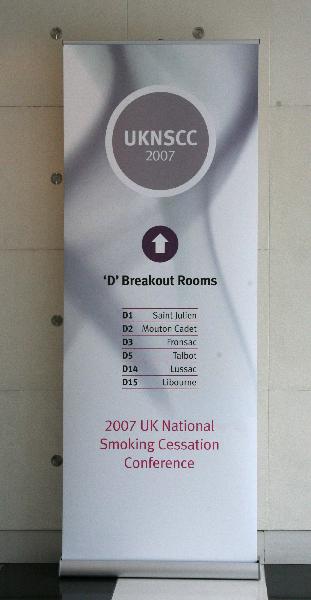 UKNSCC
2007
'D' Breakout Rooms
D1 Saint Julien
D2 Mouton Cadet
D3 Fronsac
D5 Talbot
D14 Lussac
D15 Libourne
2007 UK National
Smoking Cessation
Conference